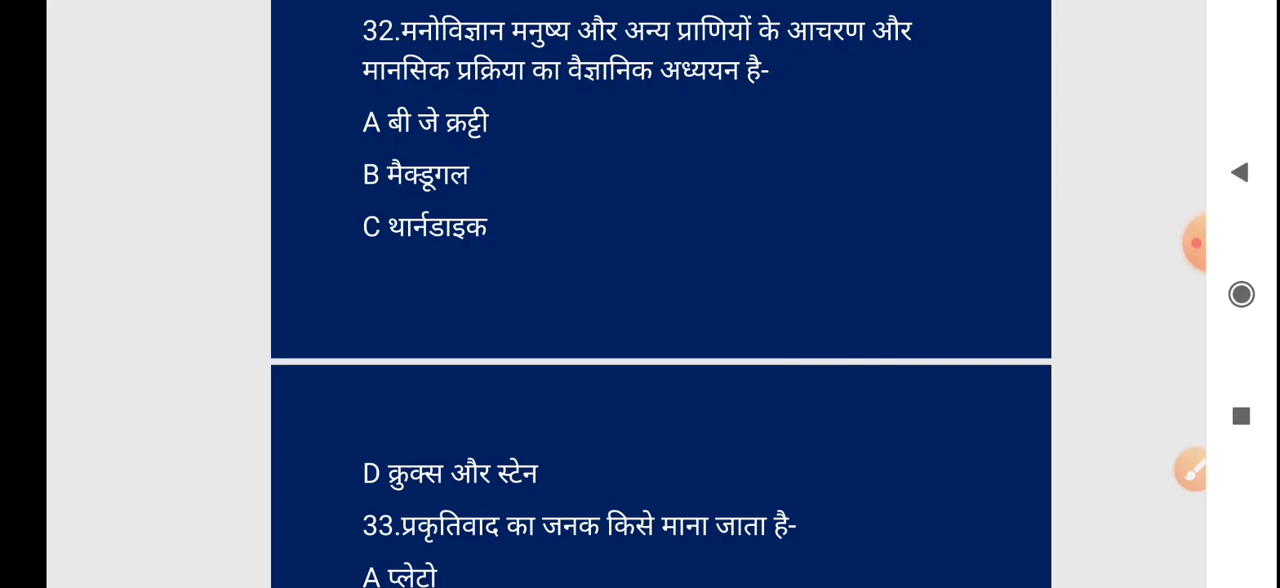 32.मनोविज्ञान मनुष्य और अन्य प्राणियों के आचरण और
मानसिक प्रक्रिया का वैज्ञानिक अध्ययन है-
A बी जे क्रट्टी
B मैक्डूगल
C थार्नडाइक
D क्रुक्स और स्टेन
33.प्रकृतिवाद का जनक किसे माना जाता है-
A प्लेटो